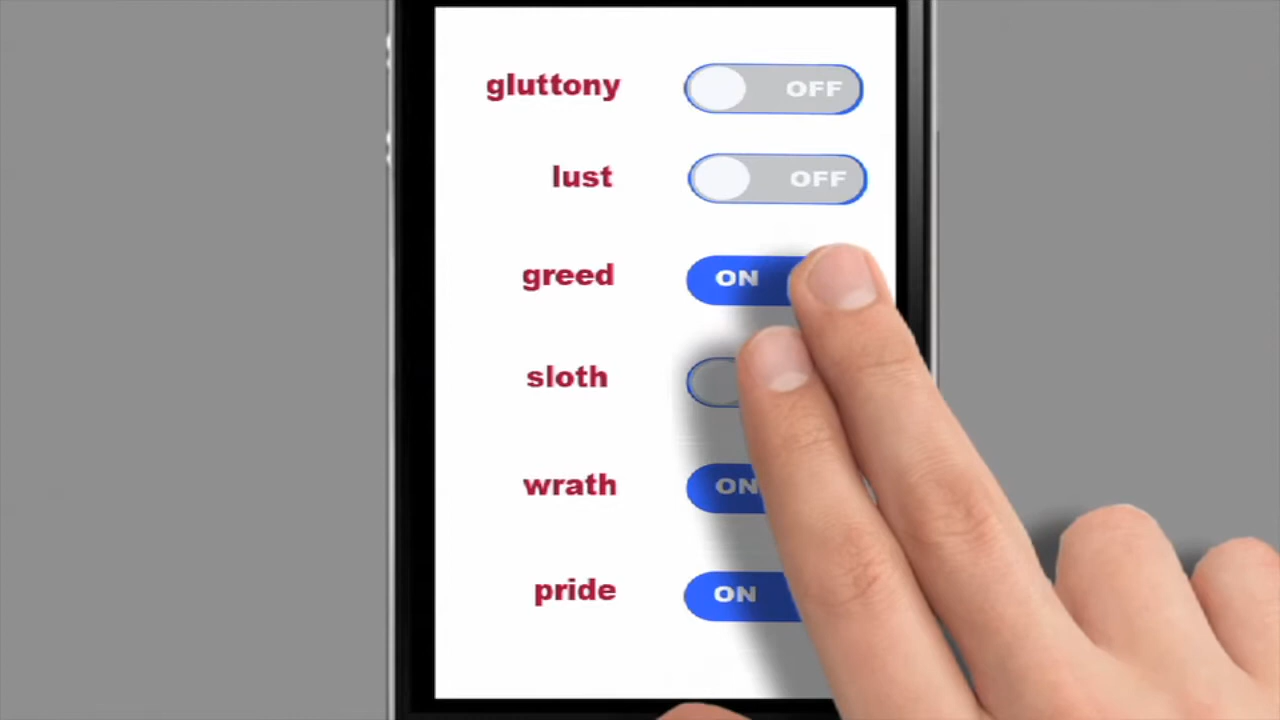 gluttony OFF
lust OFF
greed ON
sloth
wrath ON
pride ON